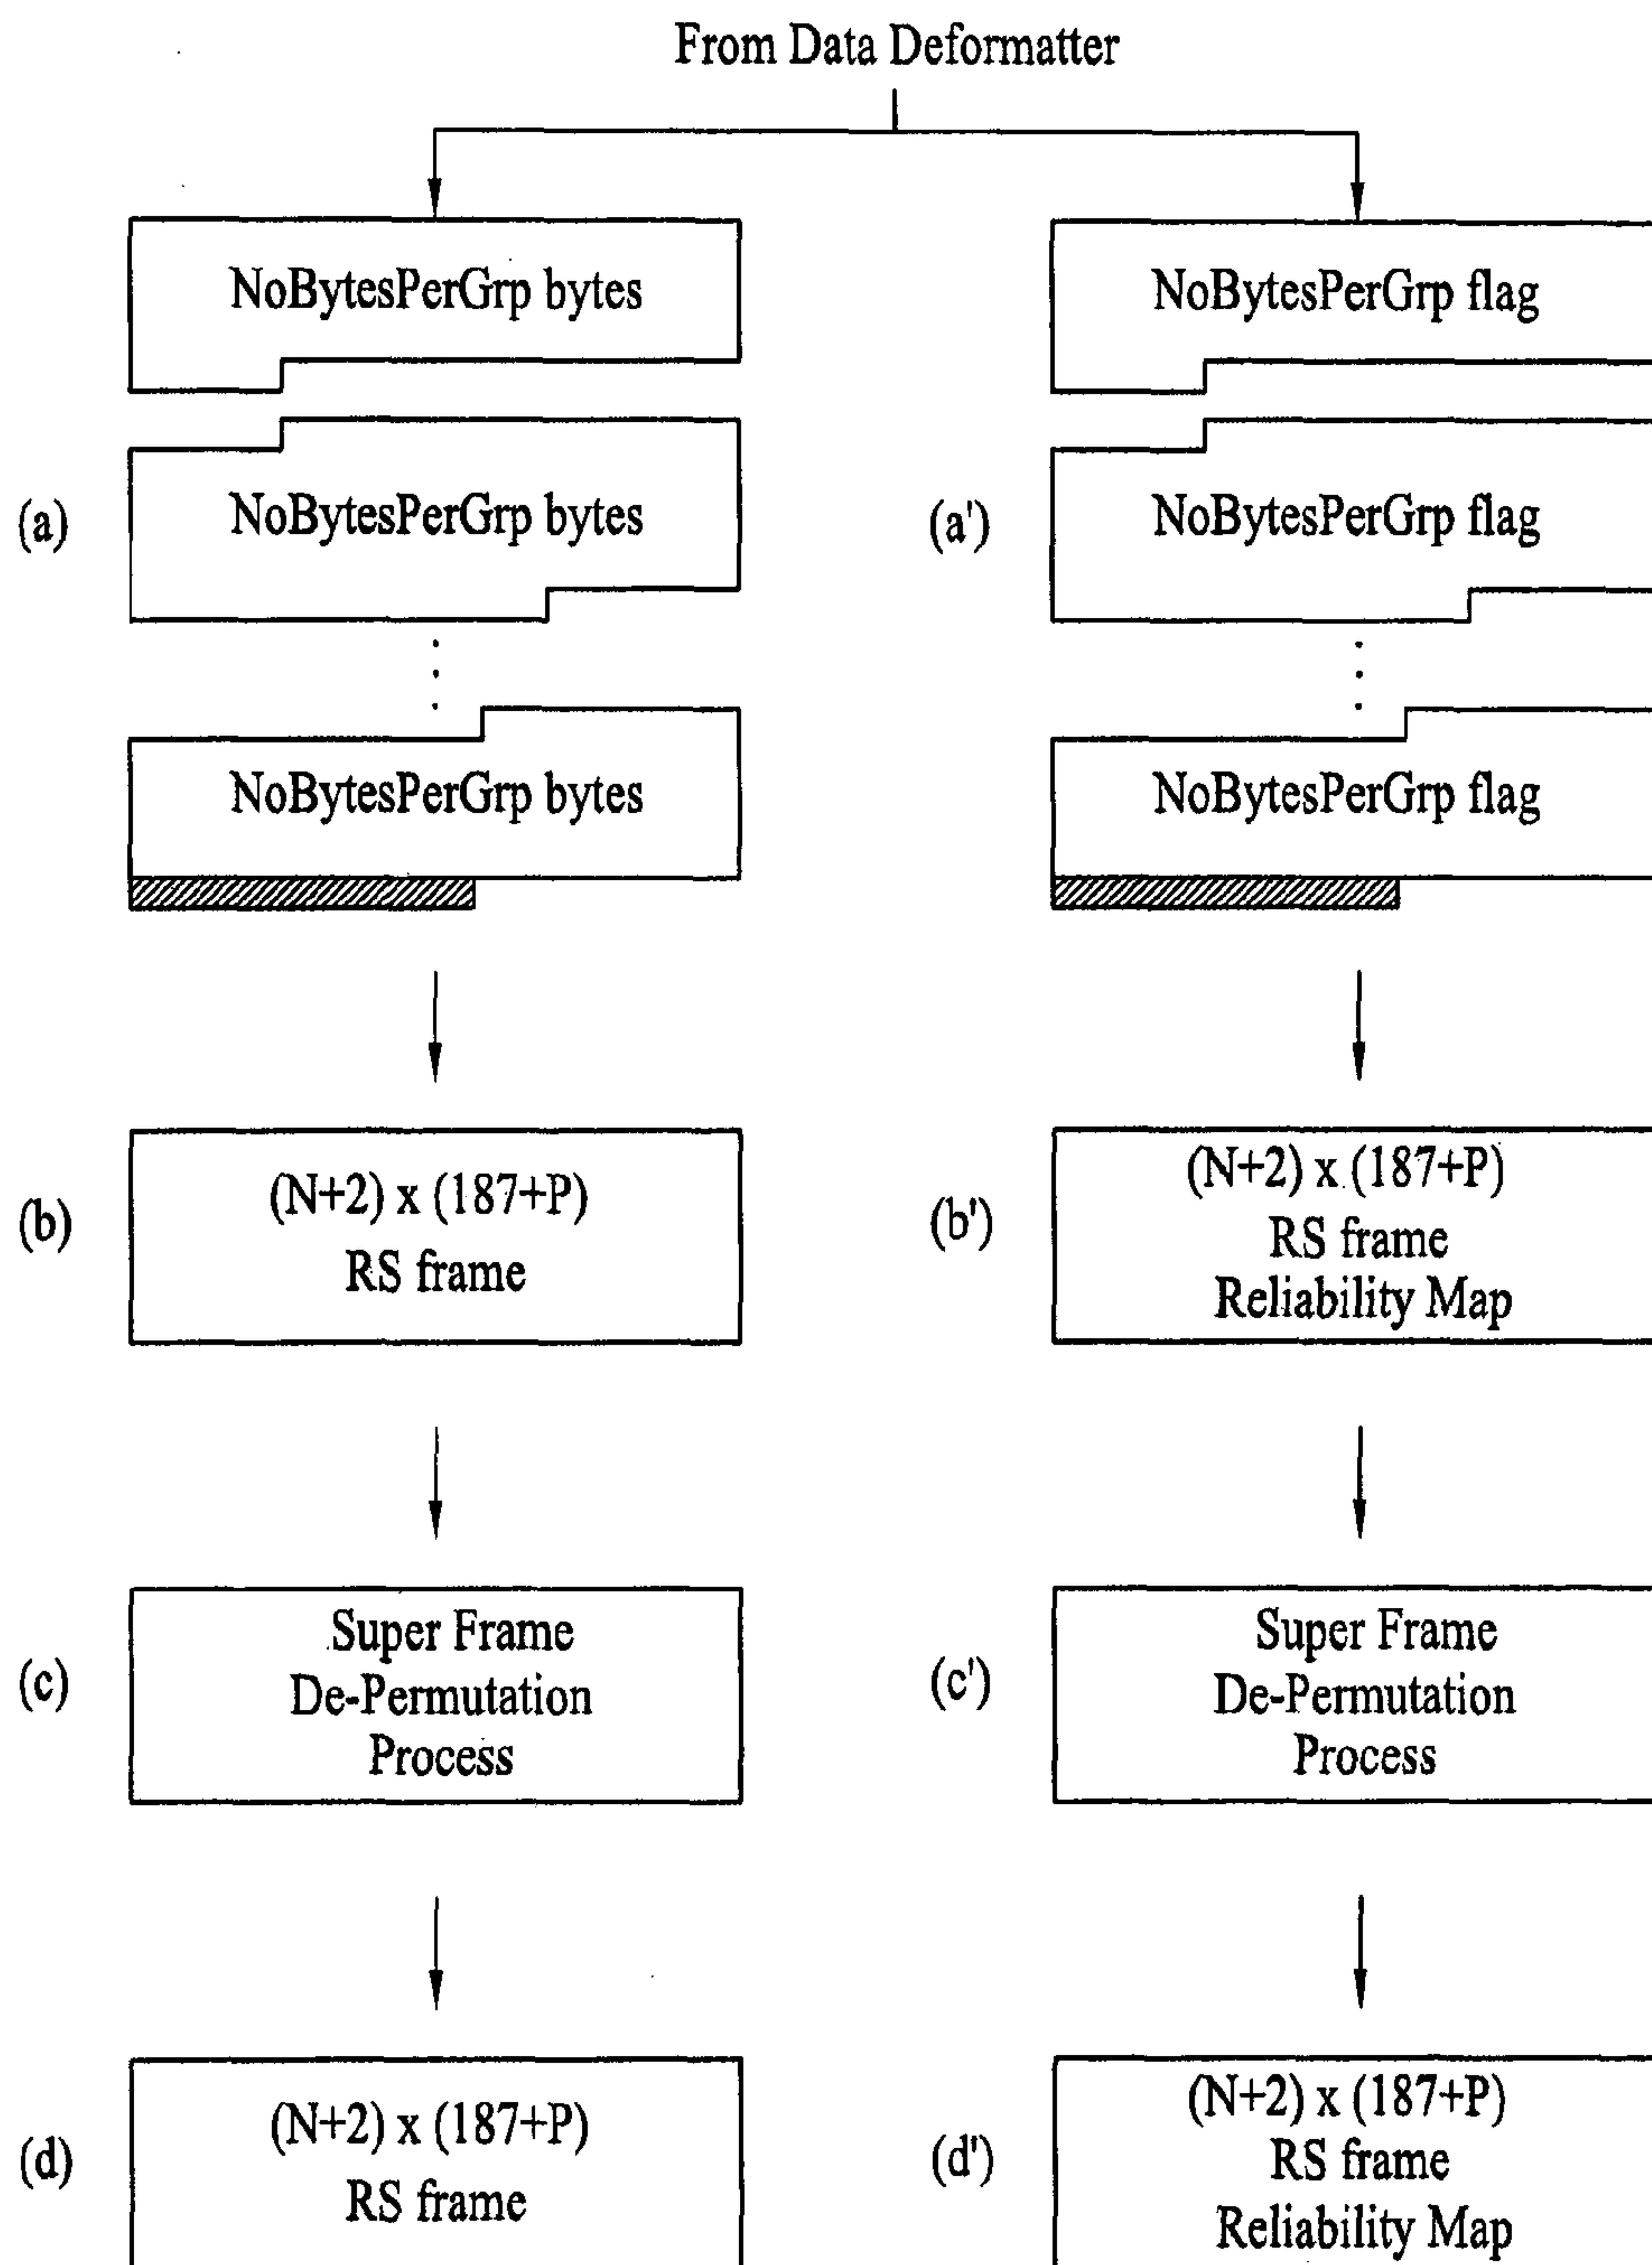 From Data Deformatter
NoBytesPerGrp bytes
NoBytesPerGrp flag
(a)
NoBytesPerGrp bytes
(a')
NoBytesPerGrp flag
NoBytesPerGrp bytes
NoBytesPerGrp flag
(b)
(N+2) x (187+P)
RS frame
(b')
(N+2) x (187+P)
RS frame
Reliability Map
(c)
Super Frame
De-Permutation
Process
(c')
Super Frame
De-Permutation
Process
(d)
(N+2) x (187+P)
RS frame
(d')
(N+2) x (187+P)
RS frame
Reliability Map